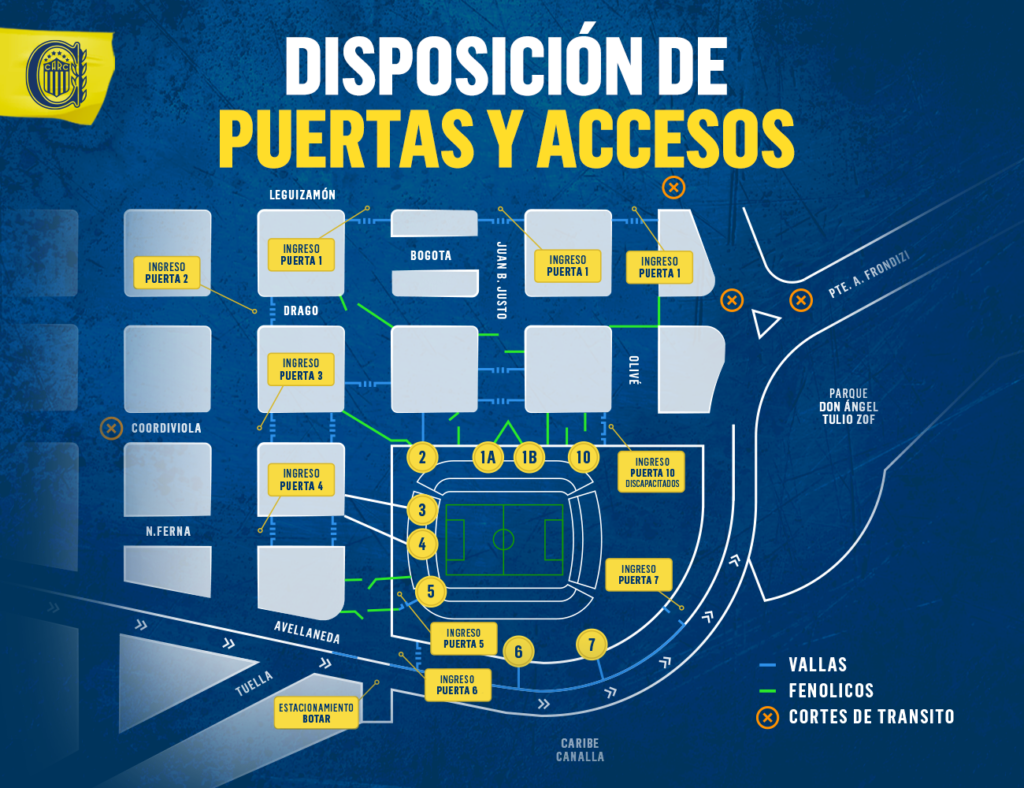 CARC
DISPOSICIÓN DE
PUERTAS Y ACCESOS
LEGUIZAMÓN
INGRESO
PUERTA 1
BOGOTA
JUAN B. JUSTO
INGRESO
PUERTA 1
INGRESO
PUERTA 1
INGRESO
PUERTA 2
PTE. A. FRONDIZI
DRAGO
INGRESO
PUERTA 3
OLIVÉ
PARQUE
DON ÁNGEL
TULIO ZOF
COORDIVIOLA
2
1A
1B
10
INGRESO
PUERTA 10
DISCAPACITADOS
INGRESO
PUERTA 4
3
4
N.FERNA
5
INGRESO
PUERTA 7
AVELLANEDA
INGRESO
PUERTA 5
6
7
TUELLA
INGRESO
PUERTA 6
ESTACIONAMIENTO
BOTAR
CARIBE
CANALLA
VALLAS
FENOLICOS
CORTES DE TRANSITO